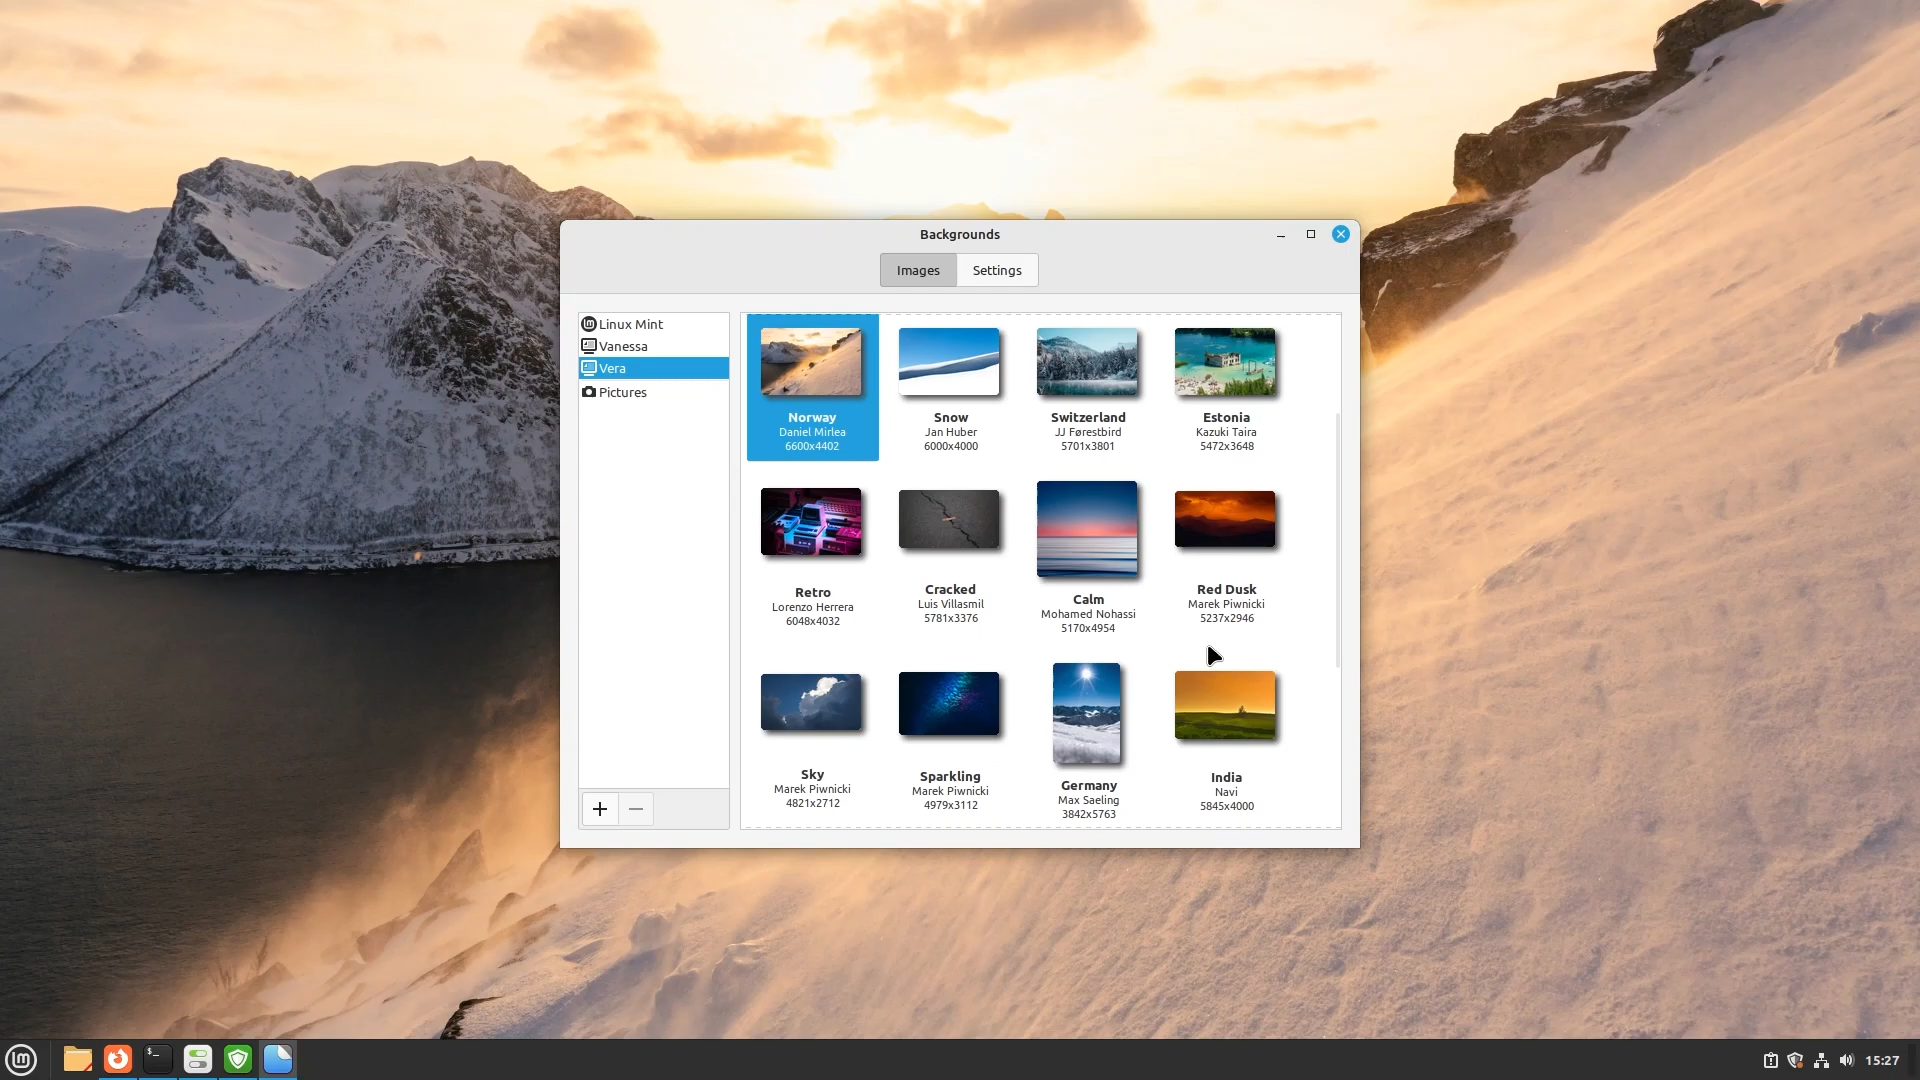 Backgrounds
Images Settings
Linux Mint
Vanessa
Vera
Pictures
Norway
Daniel Mirlea
6600x4402
Snow
Jan Huber
6000x4000
Switzerland
JJ Førestbird
5701x3801
Estonia
Kazuki Taira
5472x3648
Retro
Lorenzo Herrera
6048x4032
Cracked
Luis Villasmil
5781x3376
Calm
Mohamed Nohassi
5170x4954
Red Dusk
Marek Piwnicki
5237x2946
Sky
Marek Piwnicki
4821x2712
Sparkling
Marek Piwnicki
4979x3112
Germany
Max Saeling
3842x5763
India
Navi
5845x4000
15:27